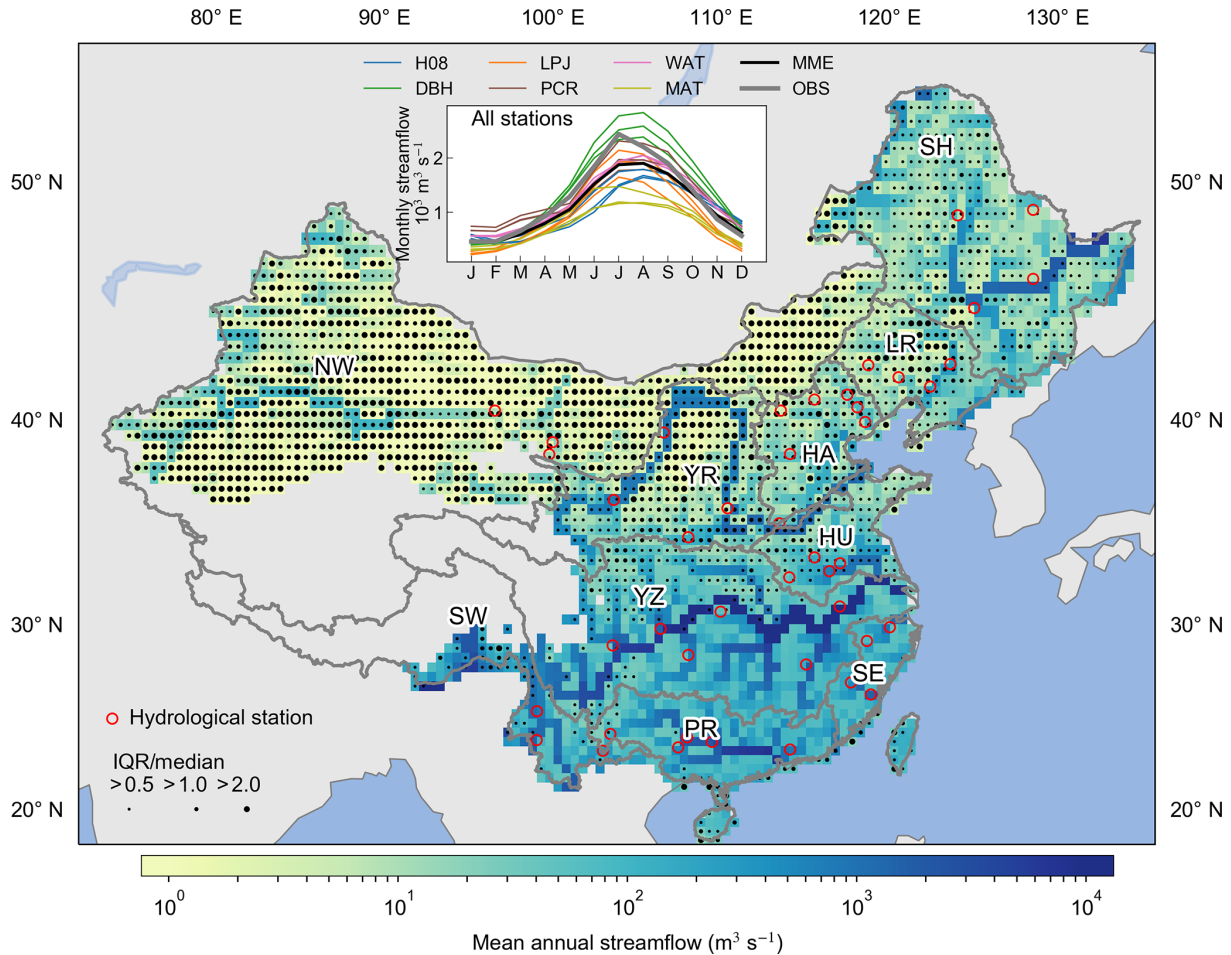 80° E 90° E 100° E 110° E 120° E 130° E
H08 LPJ WAT MME
DBH PCR MAT OBS
All stations
Monthly streamflow
10³ m³ s⁻¹
2
1
J F M A M J J A S O N D
50° N 50° N
40° N 40° N
30° N 30° N
20° N 20° N
SH
LR
NW
HA
YR
HU
YZ
SW
SE
PR
Hydrological station
IQR/median
>0.5 >1.0 >2.0
10⁰ 10¹ 10² 10³ 10⁴
Mean annual streamflow (m³ s⁻¹)